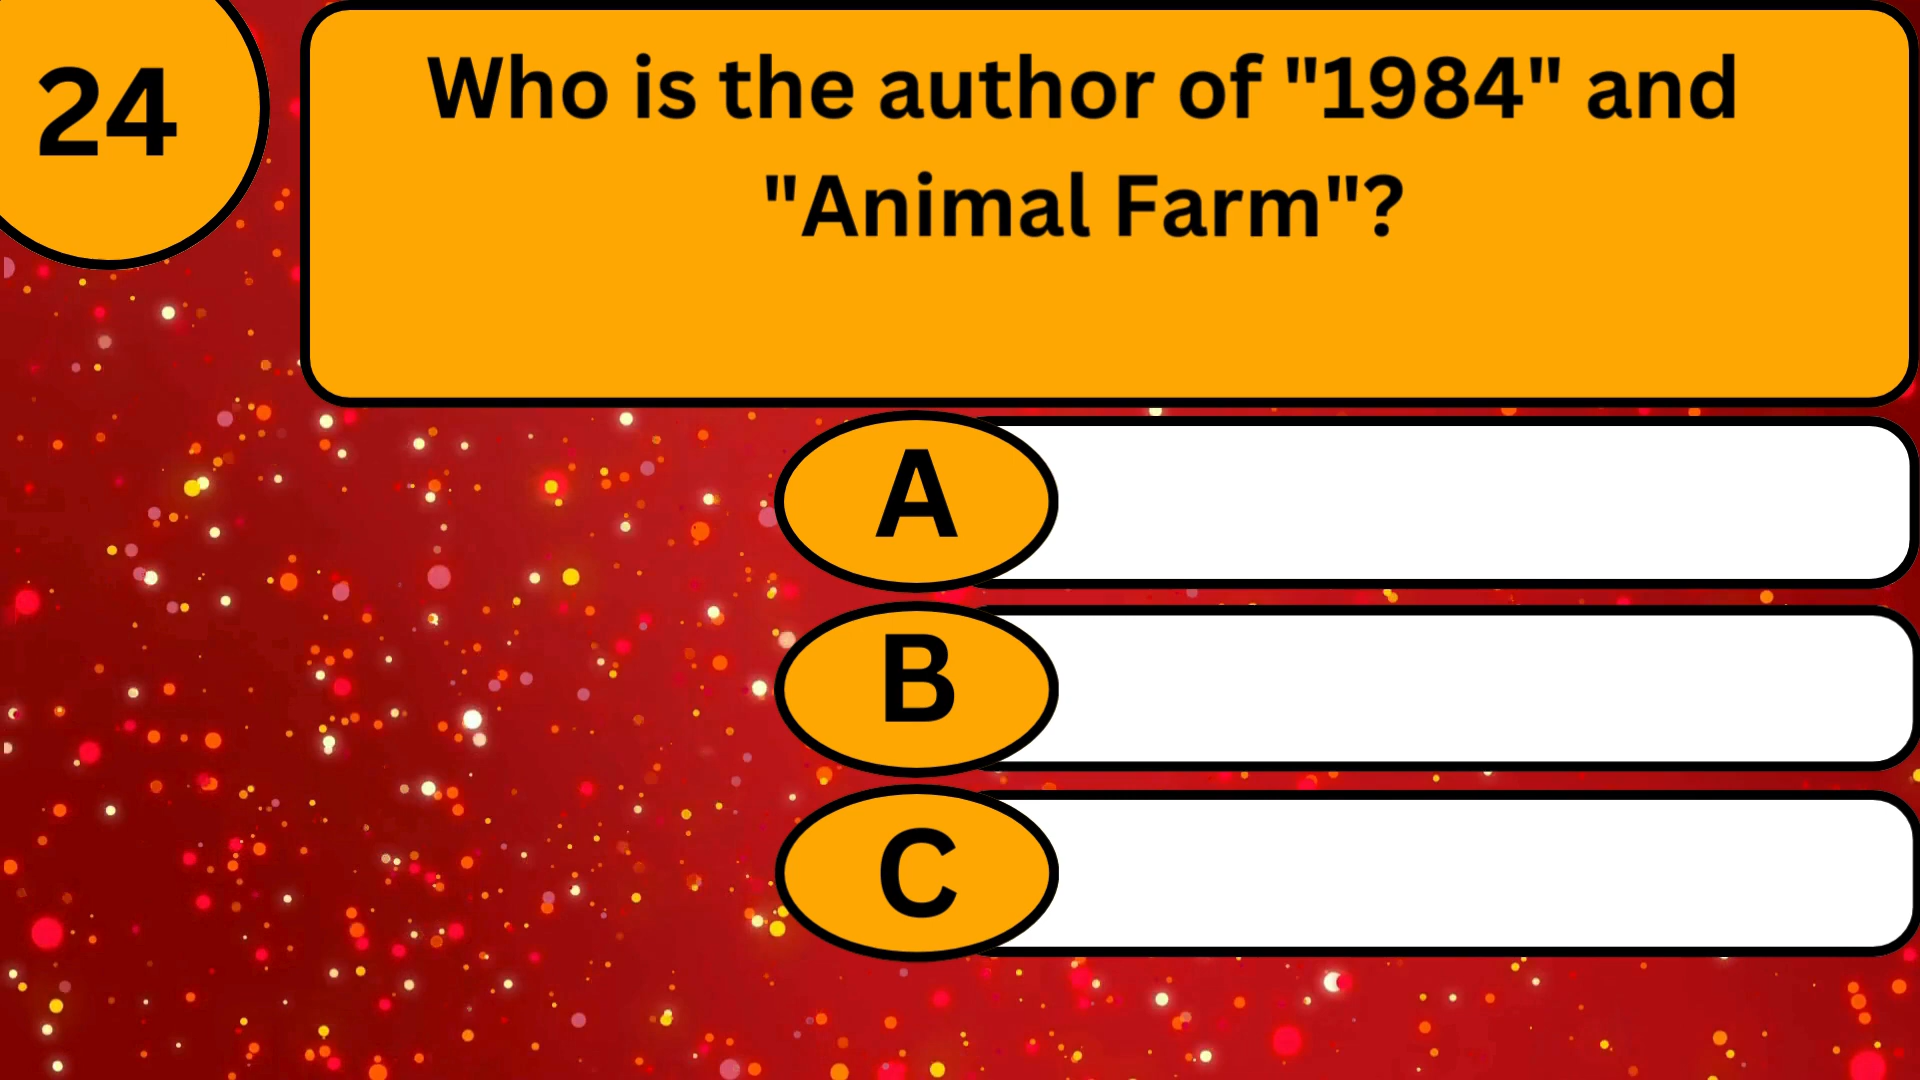 24
Who is the author of "1984" and
"Animal Farm"?
A
B
C